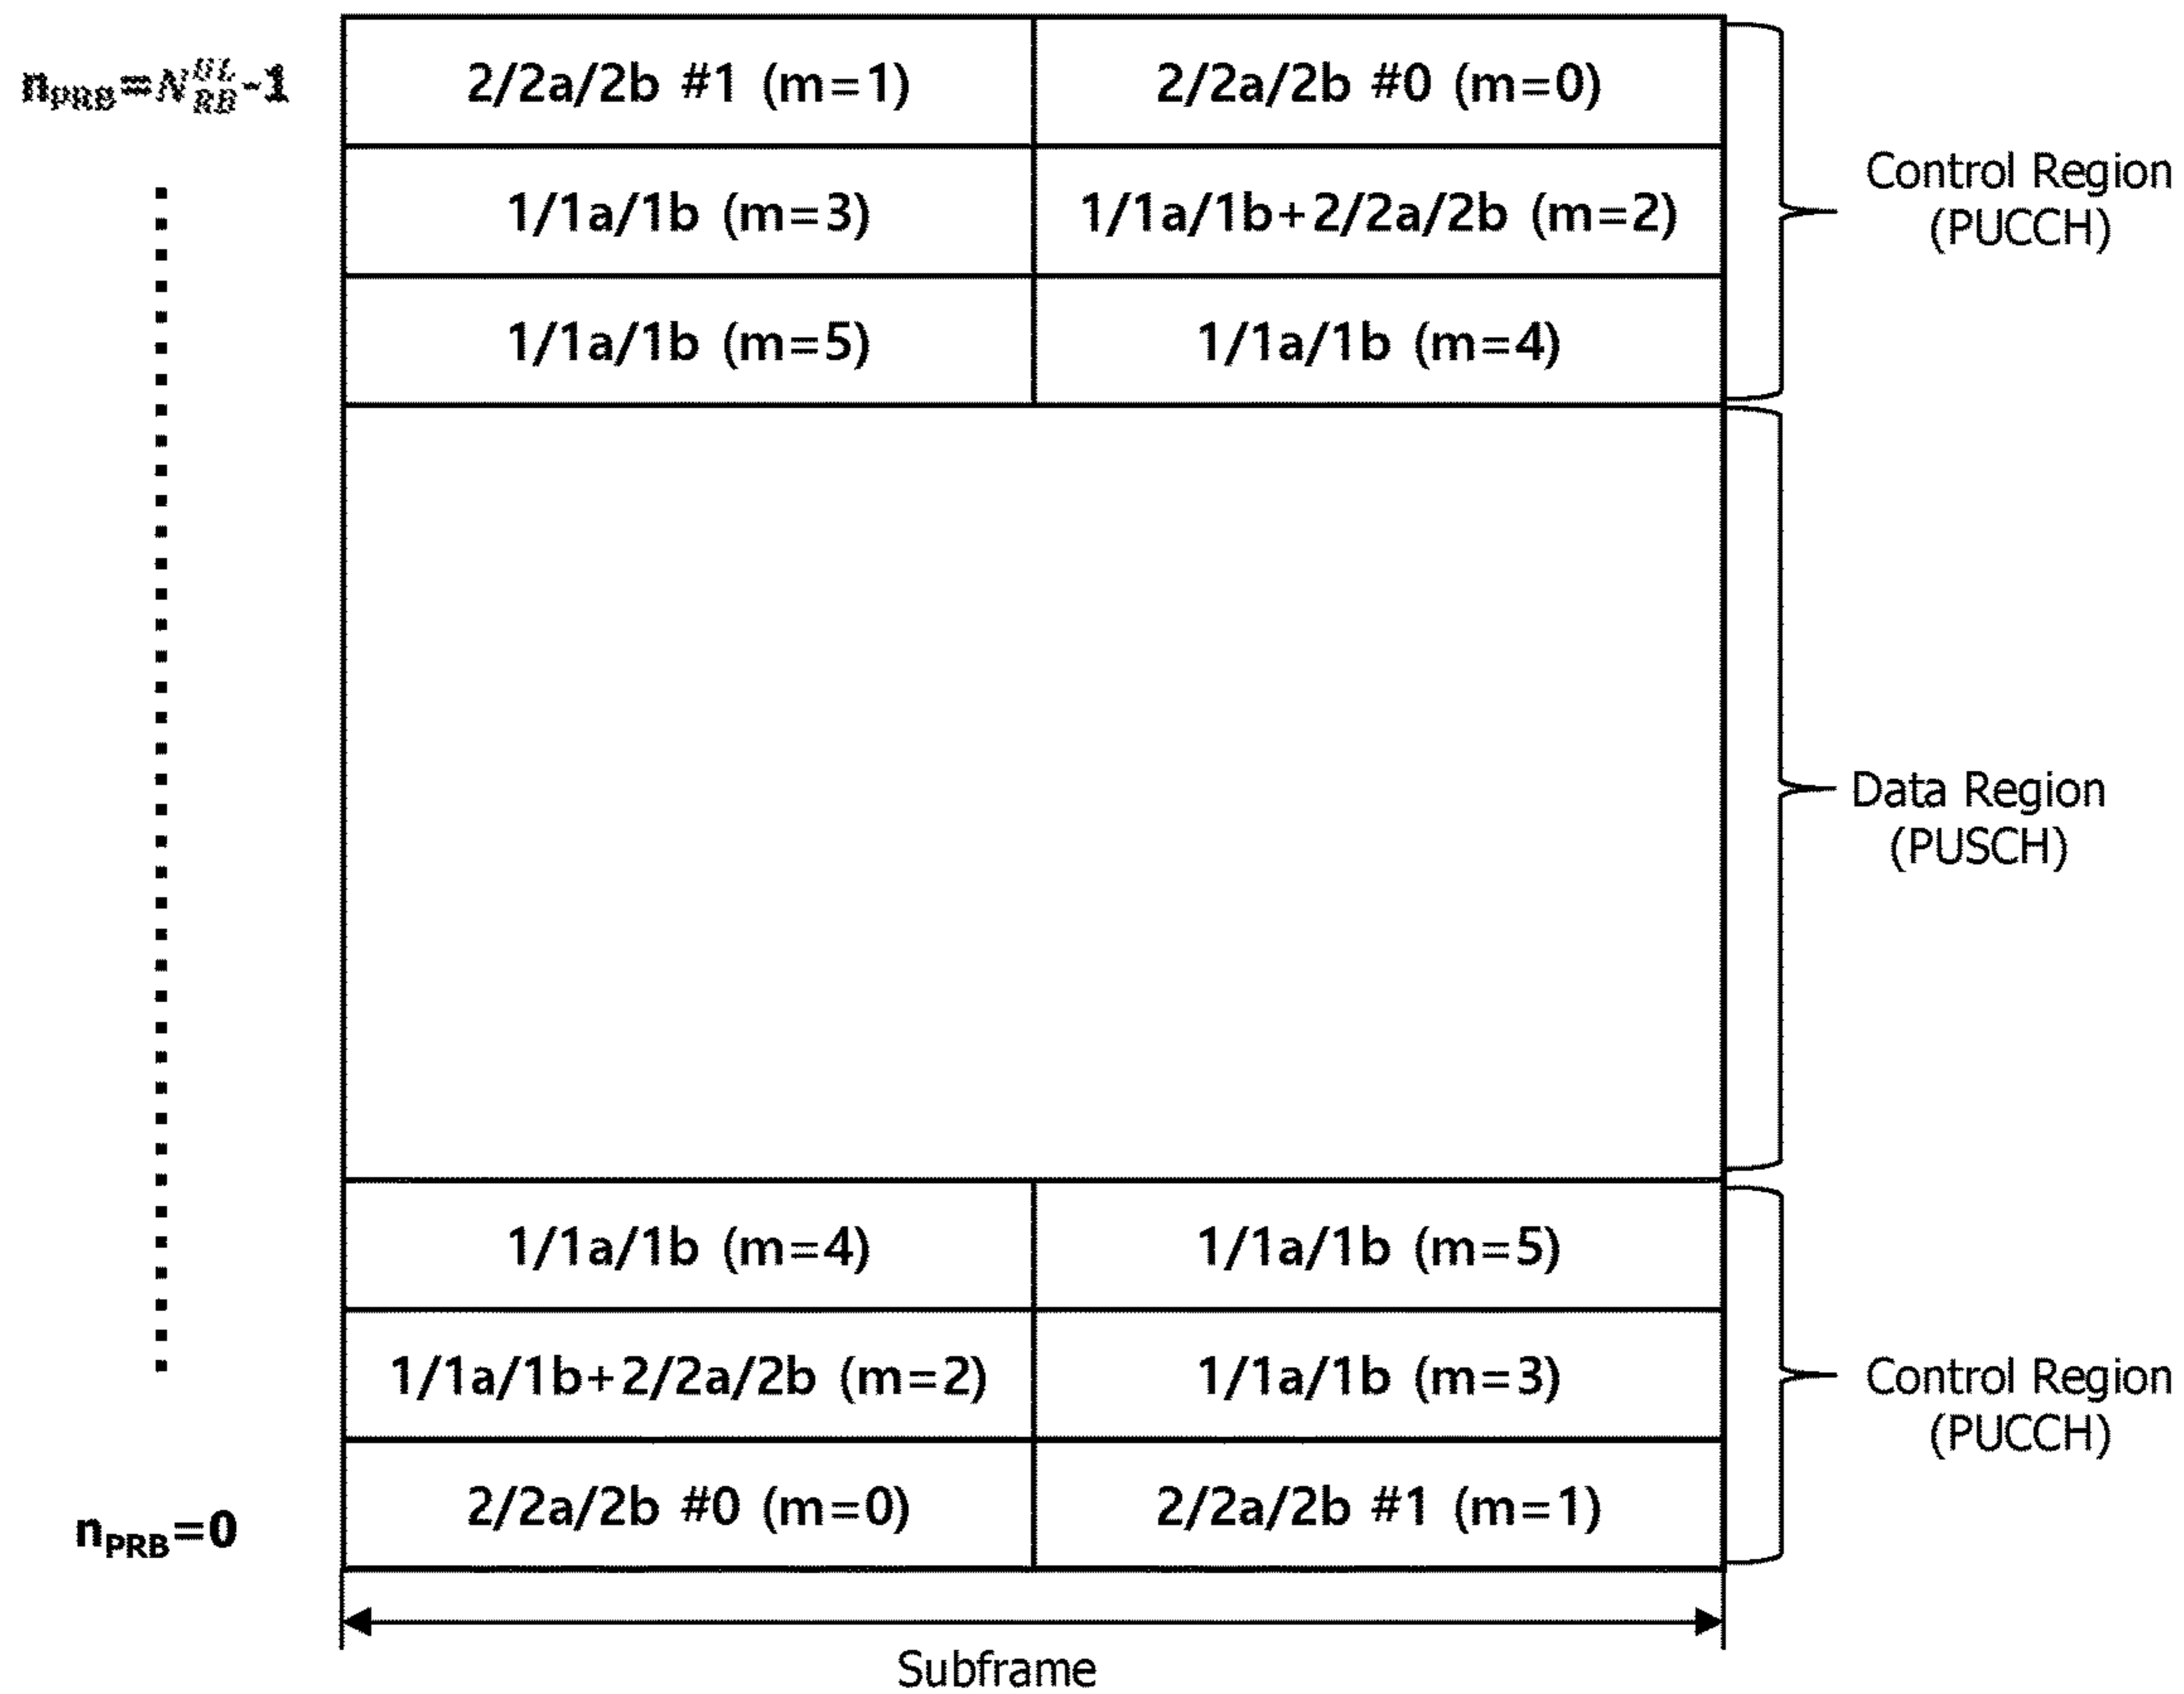 n_PRB=N_RB^UL-1
2/2a/2b #1 (m=1)
2/2a/2b #0 (m=0)
1/1a/1b (m=3)
1/1a/1b+2/2a/2b (m=2)
1/1a/1b (m=5)
1/1a/1b (m=4)
Control Region
(PUCCH)
Data Region
(PUSCH)
1/1a/1b (m=4)
1/1a/1b (m=5)
1/1a/1b+2/2a/2b (m=2)
1/1a/1b (m=3)
2/2a/2b #0 (m=0)
2/2a/2b #1 (m=1)
Control Region
(PUCCH)
n_PRB=0
Subframe